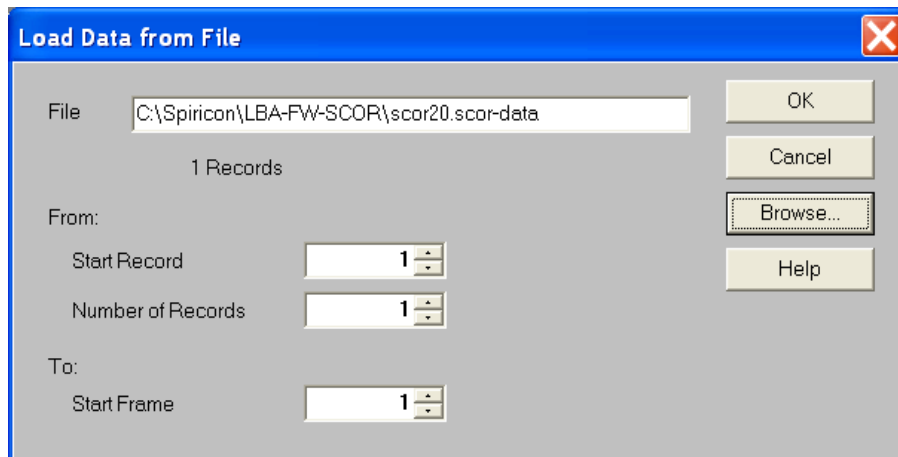 Load Data from File
File C:\Spiricon\LBA-FW-SCOR\scor20.scor-data
1 Records
From:
Start Record 1
Number of Records 1
To:
Start Frame 1
OK
Cancel
Browse...
Help